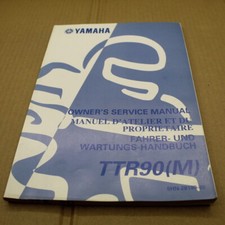 YAMAHA
OWNER'S SERVICE MANUAL
MANUEL D'ATELIER ET DU
PROPRIETAIRE
FAHRER- UND
WARTUNGS-HANDBUCH
TTR90(M)